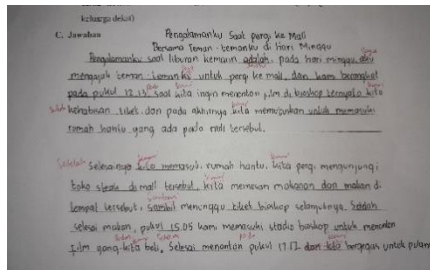 keluarga dekat)
C. Jawaban
Pengalamanku Saat pergi ke Mall
Bersama Teman-temanku di Hari Minggu
Pengalamanku saat liburan kemarin adalah, pada hari minggu, aku
mengajak teman temanku untuk pergi ke mall, dan kami berangkat
pada pukul 12.15 saat kita ingin menonton film di bioskop ternyata kita
kehabisan tiket dan pada akhirnya kita memutuskan untuk memasuki
rumah hantu yang ada pada mall tersebut.
Setelah Selesainya kita memasuki rumah hantu, kita pergi mengunjungi
toko steak di mall tersebut, kita memesan makanan dan makan di
tempat tersebut, sambil menunggu tiket bioskop selanjutnya. Setelah
selesai makan, pukul 15.05 kami memasuki studio bioskop untuk menonton
film yang kita beli, Selesai menonton pukul 17.12 dan kita bergegas untuk pulang